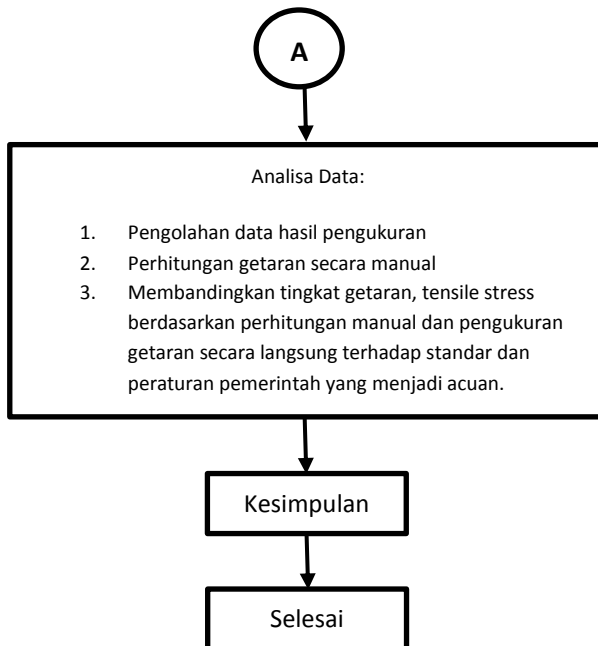 A
Analisa Data:
1. Pengolahan data hasil pengukuran
2. Perhitungan getaran secara manual
3. Membandingkan tingkat getaran, tensile stress
berdasarkan perhitungan manual dan pengukuran
getaran secara langsung terhadap standar dan
peraturan pemerintah yang menjadi acuan.
Kesimpulan
Selesai